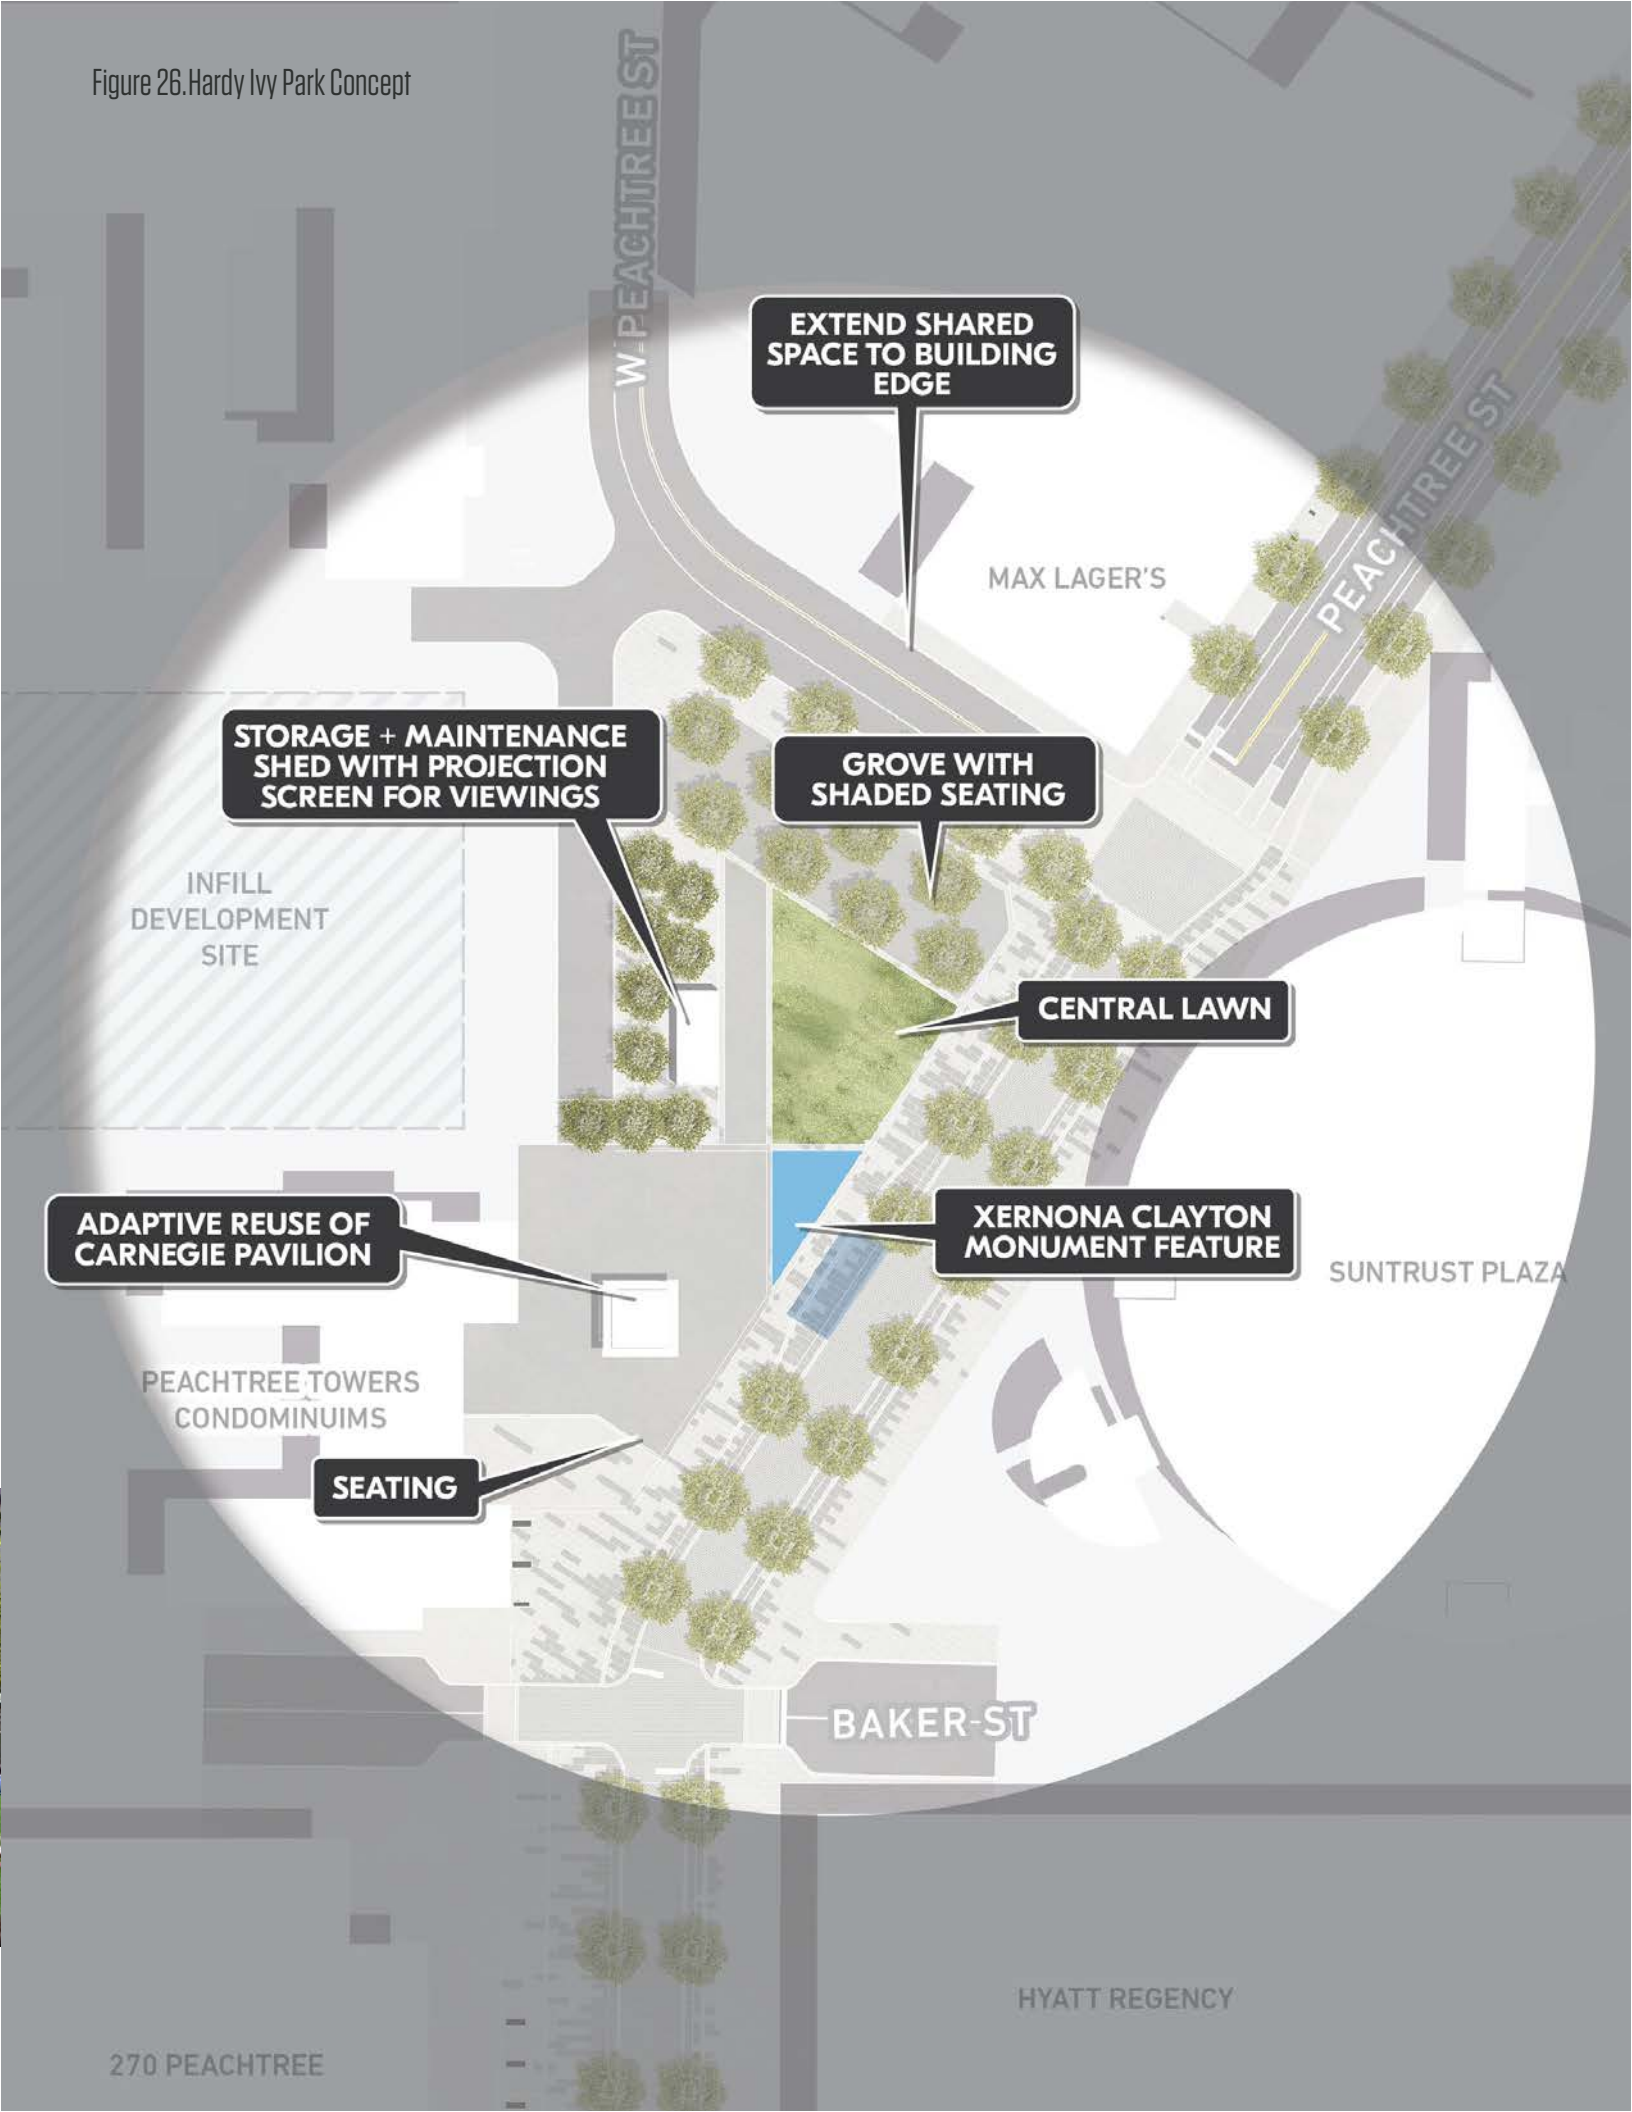 Figure 26.Hardy Ivy Park Concept
W. PEACHTREE ST
EXTEND SHARED
SPACE TO BUILDING
EDGE
PEACHTREE ST
MAX LAGER'S
STORAGE + MAINTENANCE
SHED WITH PROJECTION
SCREEN FOR VIEWINGS
GROVE WITH
SHADED SEATING
INFILL
DEVELOPMENT
SITE
CENTRAL LAWN
ADAPTIVE REUSE OF
CARNEGIE PAVILION
XERNONA CLAYTON
MONUMENT FEATURE
SUNTRUST PLAZA
PEACHTREE TOWERS
CONDOMINUIMS
SEATING
BAKER ST
HYATT REGENCY
270 PEACHTREE